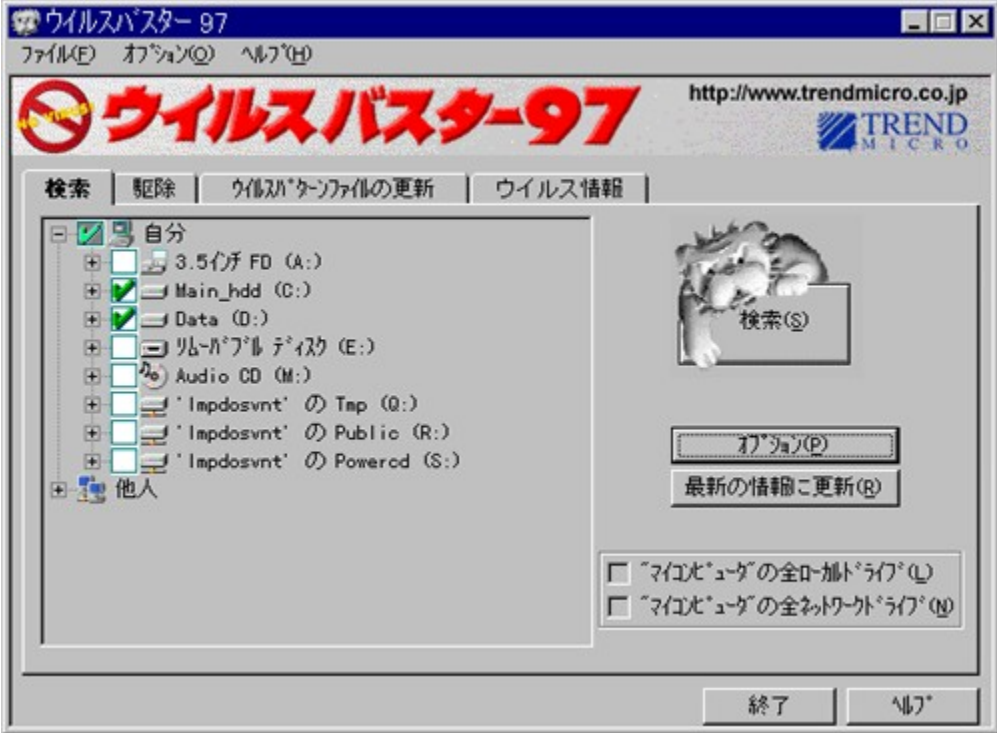 ウイルスバスター 97
ファイル(F) オプション(O) ヘルプ(H)
NO VIRUS!
ウイルスバスター97
http://www.trendmicro.co.jp
TREND
MICRO
検索 駆除 ウイルスパターンファイルの更新 ウイルス情報
自分
3.5インチ FD (A:)
Main_hdd (C:)
Data (D:)
リムーバブル ディスク (E:)
Audio CD (M:)
'Impdosvnt' の Tmp (Q:)
'Impdosvnt' の Public (R:)
'Impdosvnt' の Powercd (S:)
他人
検索(S)
オプション(P)
最新の情報に更新(R)
"マイコンピュータ"の全ローカルドライブ(L)
"マイコンピュータ"の全ネットワークドライブ(N)
終了 ヘルプ